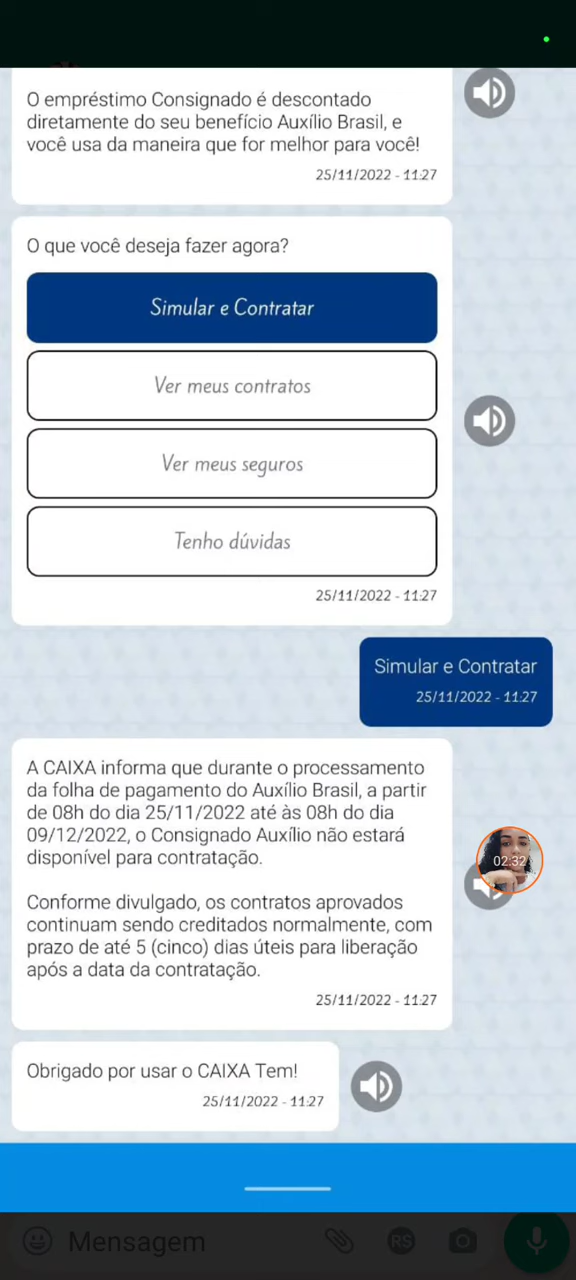 O empréstimo Consignado é descontado
diretamente do seu benefício Auxílio Brasil, e
você usa da maneira que for melhor para você!
25/11/2022 - 11:27
O que você deseja fazer agora?
Simular e Contratar
Ver meus contratos
Ver meus seguros
Tenho dúvidas
25/11/2022 - 11:27
Simular e Contratar
25/11/2022 - 11:27
A CAIXA informa que durante o processamento
da folha de pagamento do Auxílio Brasil, a partir
de 08h do dia 25/11/2022 até às 08h do dia
09/12/2022, o Consignado Auxílio não estará
disponível para contratação.
02:32
Conforme divulgado, os contratos aprovados
continuam sendo creditados normalmente, com
prazo de até 5 (cinco) dias úteis para liberação
após a data da contratação.
25/11/2022 - 11:27
Obrigado por usar o CAIXA Tem!
25/11/2022 - 11:27
Mensagem
R$